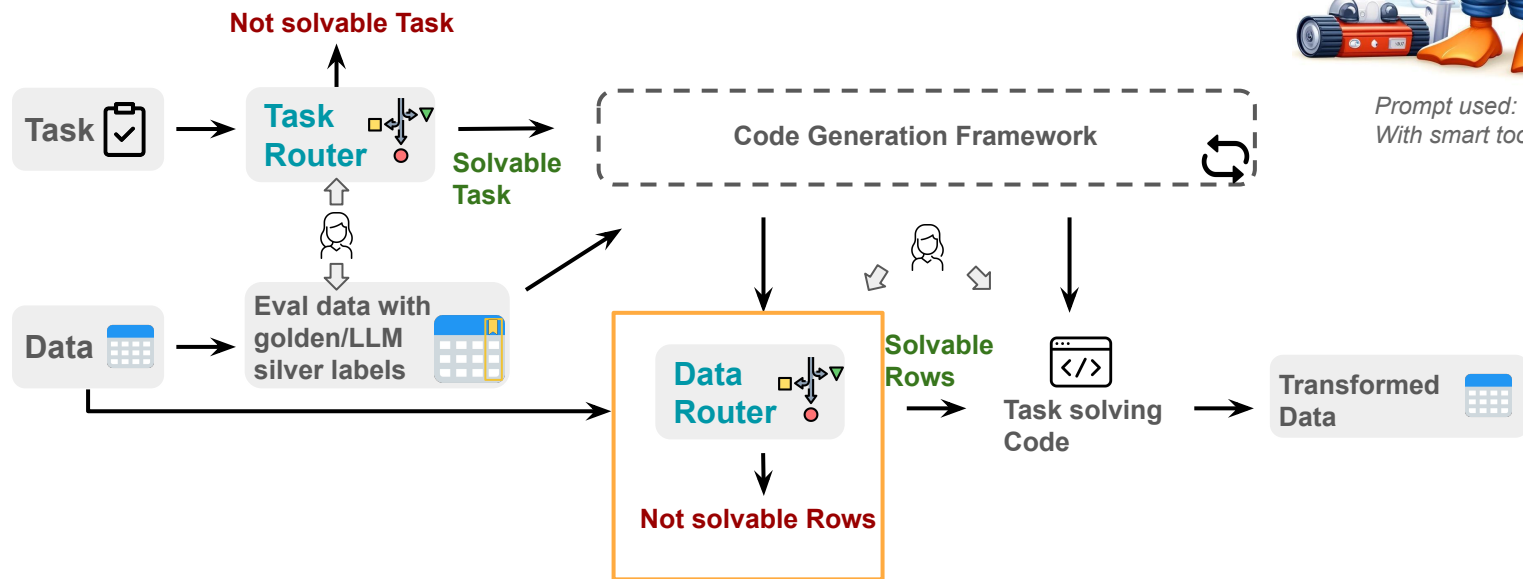 Not solvable Task
Task
Task
Router
Solvable
Task
Code Generation Framework
Prompt used:
With smart
Data
Eval data with
golden/LLM
silver labels
Data
Router
Solvable
Rows
Not solvable Rows
</>
Task solving
Code
Transformed
Data